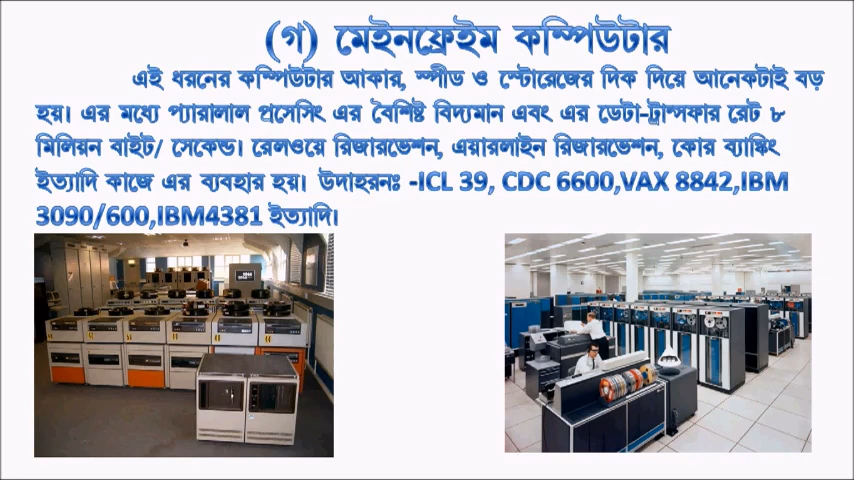 (গ) মেইনফ্রেইম কম্পিউটার
এই ধরনের কম্পিউটার আকার, স্পীড ও স্টোরেজের দিক দিয়ে আনেকটাই বড়
হয়। এর মধ্যে প্যারালাল প্রসেসিং এর বৈশিষ্ট বিদ্যমান এবং এর ডেটা-ট্রান্সফার রেট ৮
মিলিয়ন বাইট/ সেকেন্ড। রেলওয়ে রিজারভেশন, এয়ারলাইন রিজারভেশন, কোর ব্যাঙ্কিং
ইত্যাদি কাজে এর ব্যবহার হয়। উদাহরনঃ -ICL 39, CDC 6600,VAX 8842,IBM
3090/600,IBM4381 ইত্যাদি।